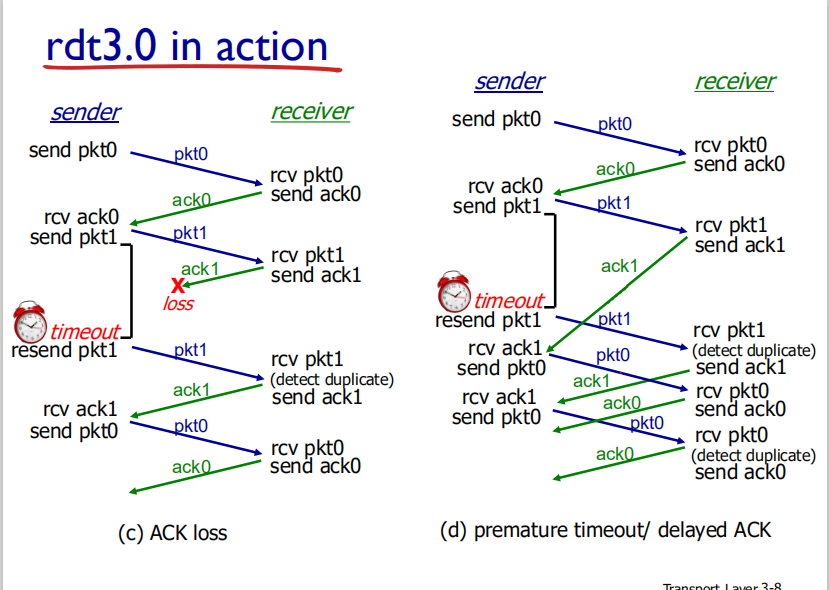 rdt3.0 in action
sender
receiver
send pkt0
pkt0
rcv pkt0
send ack0
ack0
rcv ack0
send pkt1
pkt1
rcv pkt1
send ack1
ack1
X
loss
timeout
resend pkt1
pkt1
rcv pkt1
(detect duplicate)
send ack1
ack1
rcv ack1
send pkt0
pkt0
rcv pkt0
send ack0
ack0
(c) ACK loss
sender
receiver
send pkt0
pkt0
rcv pkt0
send ack0
ack0
rcv ack0
send pkt1
pkt1
rcv pkt1
send ack1
ack1
timeout
resend pkt1
pkt1
rcv pkt1
(detect duplicate)
send ack1
rcv ack1
send pkt0
pkt0
ack1
rcv pkt0
send ack0
ack0
rcv ack1
send pkt0
pkt0
rcv pkt0
(detect duplicate)
send ack0
ack0
(d) premature timeout/ delayed ACK
Transport Layer 3-8